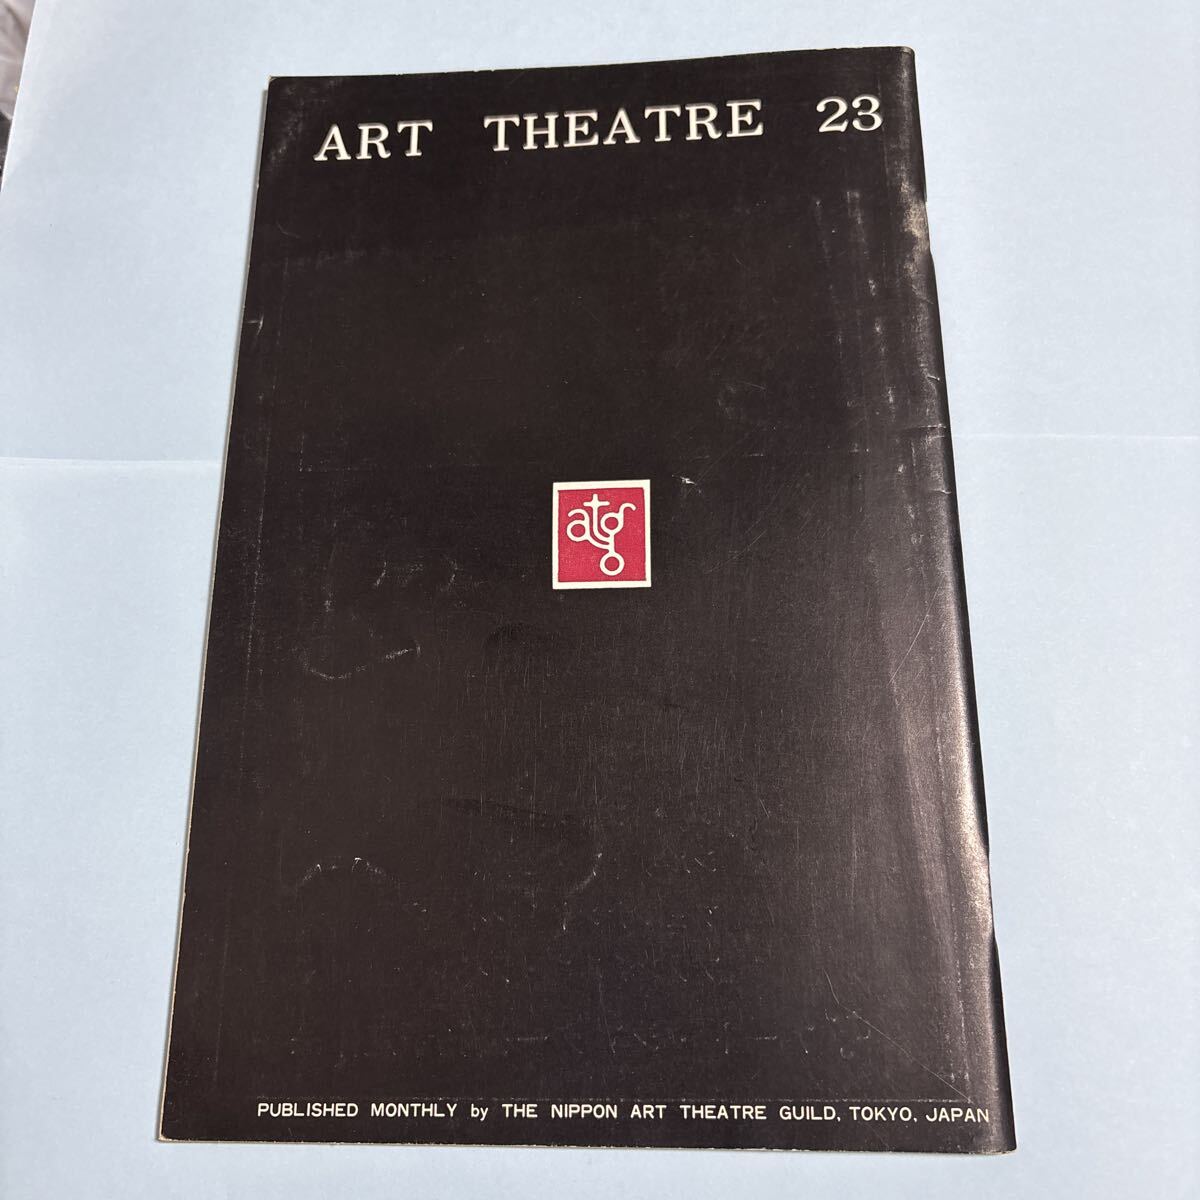 ART THEATRE 23
atg
PUBLISHED MONTHLY by THE NIPPON ART THEATRE GUILD, TOKYO, JAPAN